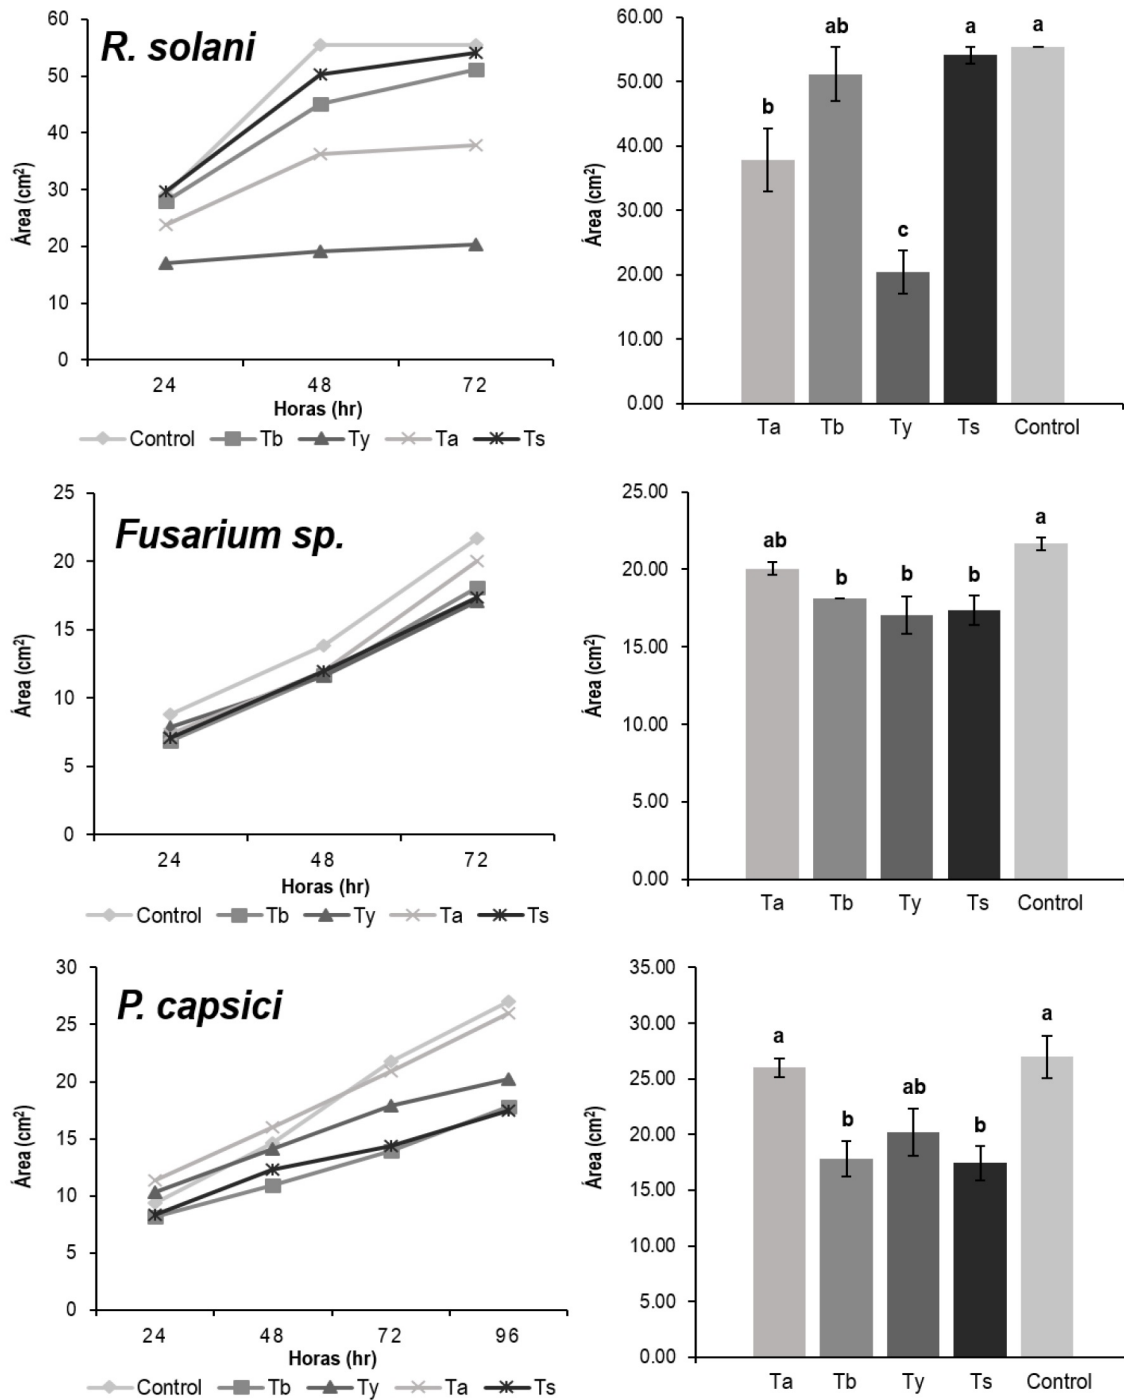 R. solani
60
50
40
30
20
10
0
Área (cm²)
24 48 72
Horas (hr)
Control Tb Ty Ta Ts
60.00
50.00
40.00
30.00
20.00
10.00
0.00
Área (cm²)
b ab c a a
Ta Tb Ty Ts Control
Fusarium sp.
25
20
15
10
5
0
Área (cm²)
24 48 72
Horas (hr)
Control Tb Ty Ta Ts
25.00
20.00
15.00
10.00
5.00
0.00
Área (cm²)
ab b b b a
Ta Tb Ty Ts Control
P. capsici
30
25
20
15
10
5
0
Área (cm²)
24 48 72 96
Horas (hr)
Control Tb Ty Ta Ts
35.00
30.00
25.00
20.00
15.00
10.00
5.00
0.00
Área (cm²)
a b ab b a
Ta Tb Ty Ts Control